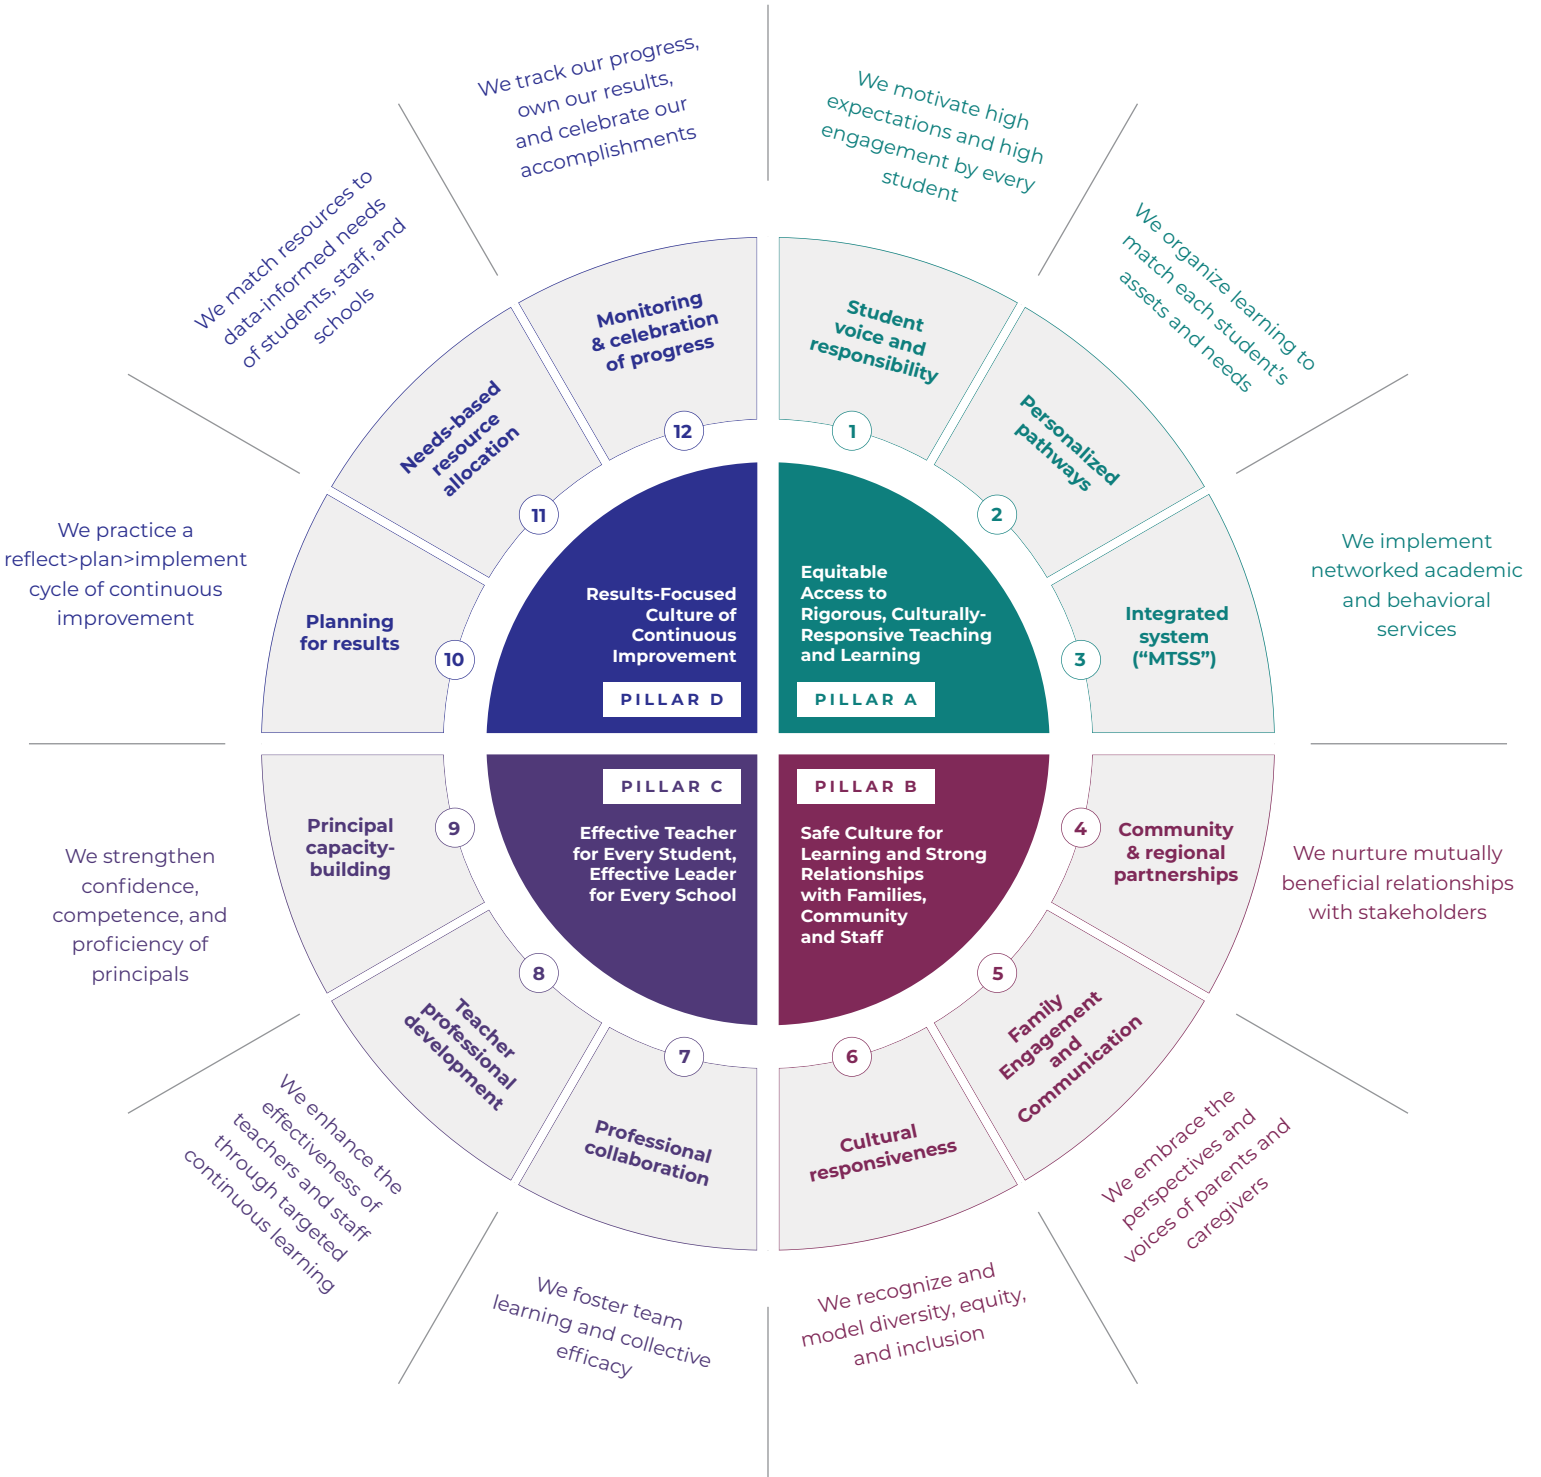 We motivate high
expectations and high
engagement by every
student
Student
voice and
responsibility
1
We organize learning to
match each student's
assets and needs
Personalized
pathways
2
We implement
networked academic
and behavioral
services
Integrated
system
(“MTSS”)
3
Equitable
Access to
Rigorous, Culturally-
Responsive Teaching
and Learning
PILLAR A
We nurture mutually
beneficial relationships
with stakeholders
Community
& regional
partnerships
4
We embrace the
perspectives and
voices of parents and
caregivers
Family
Engagement
and
Communication
5
We recognize and
model diversity, equity,
and inclusion
Cultural
responsiveness
6
PILLAR B
Safe Culture for
Learning and Strong
Relationships
with Families,
Community
and Staff
We foster team
learning and collective
efficacy
Professional
collaboration
7
We enhance the
effectiveness of
teachers and staff
through targeted
continuous learning
Teacher
professional
development
8
We strengthen
confidence,
competence, and
proficiency of
principals
Principal
capacity-
building
9
PILLAR C
Effective Teacher
for Every Student,
Effective Leader
for Every School
We practice a
reflect>plan>implement
cycle of continuous
improvement
Planning
for results
10
We match resources to
data-informed needs
of students, staff, and
schools
Needs-based
resource
allocation
11
We track our progress,
own our results,
and celebrate our
accomplishments
Monitoring
& celebration
of progress
12
Results-Focused
Culture of
Continuous
Improvement
PILLAR D